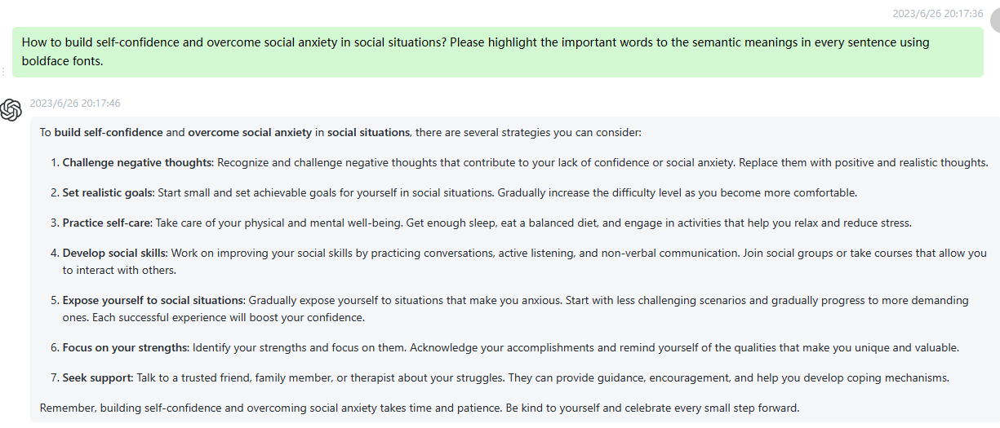 2023/6/26 20:17:36
How to build self-confidence and overcome social anxiety in social situations? Please highlight the important words to the semantic meanings in every sentence using
boldface fonts.
2023/6/26 20:17:46
To build self-confidence and overcome social anxiety in social situations, there are several strategies you can consider:
1. Challenge negative thoughts: Recognize and challenge negative thoughts that contribute to your lack of confidence or social anxiety. Replace them with positive and realistic thoughts.
2. Set realistic goals: Start small and set achievable goals for yourself in social situations. Gradually increase the difficulty level as you become more comfortable.
3. Practice self-care: Take care of your physical and mental well-being. Get enough sleep, eat a balanced diet, and engage in activities that help you relax and reduce stress.
4. Develop social skills: Work on improving your social skills by practicing conversations, active listening, and non-verbal communication. Join social groups or take courses that allow you
to interact with others.
5. Expose yourself to social situations: Gradually expose yourself to situations that make you anxious. Start with less challenging scenarios and gradually progress to more demanding
ones. Each successful experience will boost your confidence.
6. Focus on your strengths: Identify your strengths and focus on them. Acknowledge your accomplishments and remind yourself of the qualities that make you unique and valuable.
7. Seek support: Talk to a trusted friend, family member, or therapist about your struggles. They can provide guidance, encouragement, and help you develop coping mechanisms.
Remember, building self-confidence and overcoming social anxiety takes time and patience. Be kind to yourself and celebrate every small step forward.